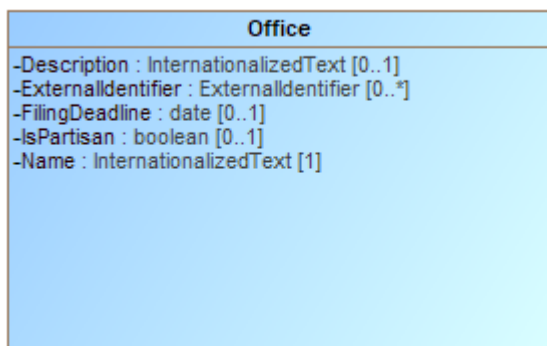 Office
-Description : InternationalizedText [0..1]
-ExternalIdentifier : ExternalIdentifier [0..*]
-FilingDeadline : date [0..1]
-IsPartisan : boolean [0..1]
-Name : InternationalizedText [1]